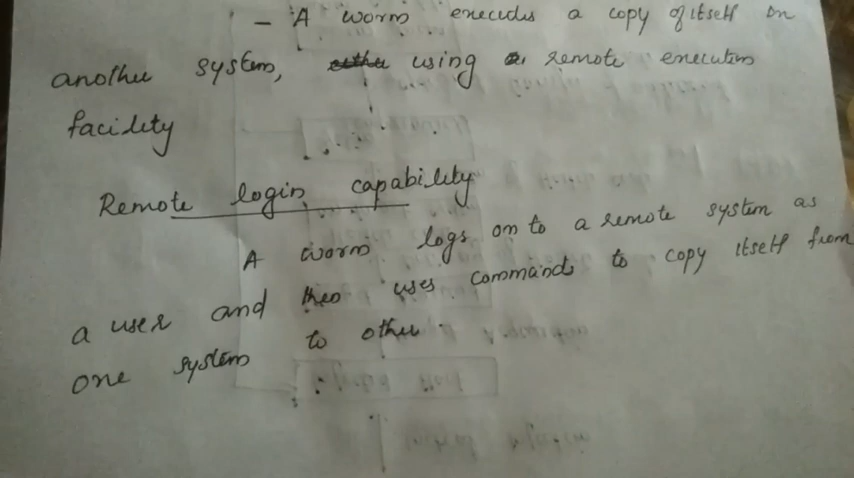 - A worm executes a copy of itself on
another system, using a remote execution
facility
Remote login capability
A worm logs on to a remote system as
a user and then uses commands to copy itself from
one system to other.